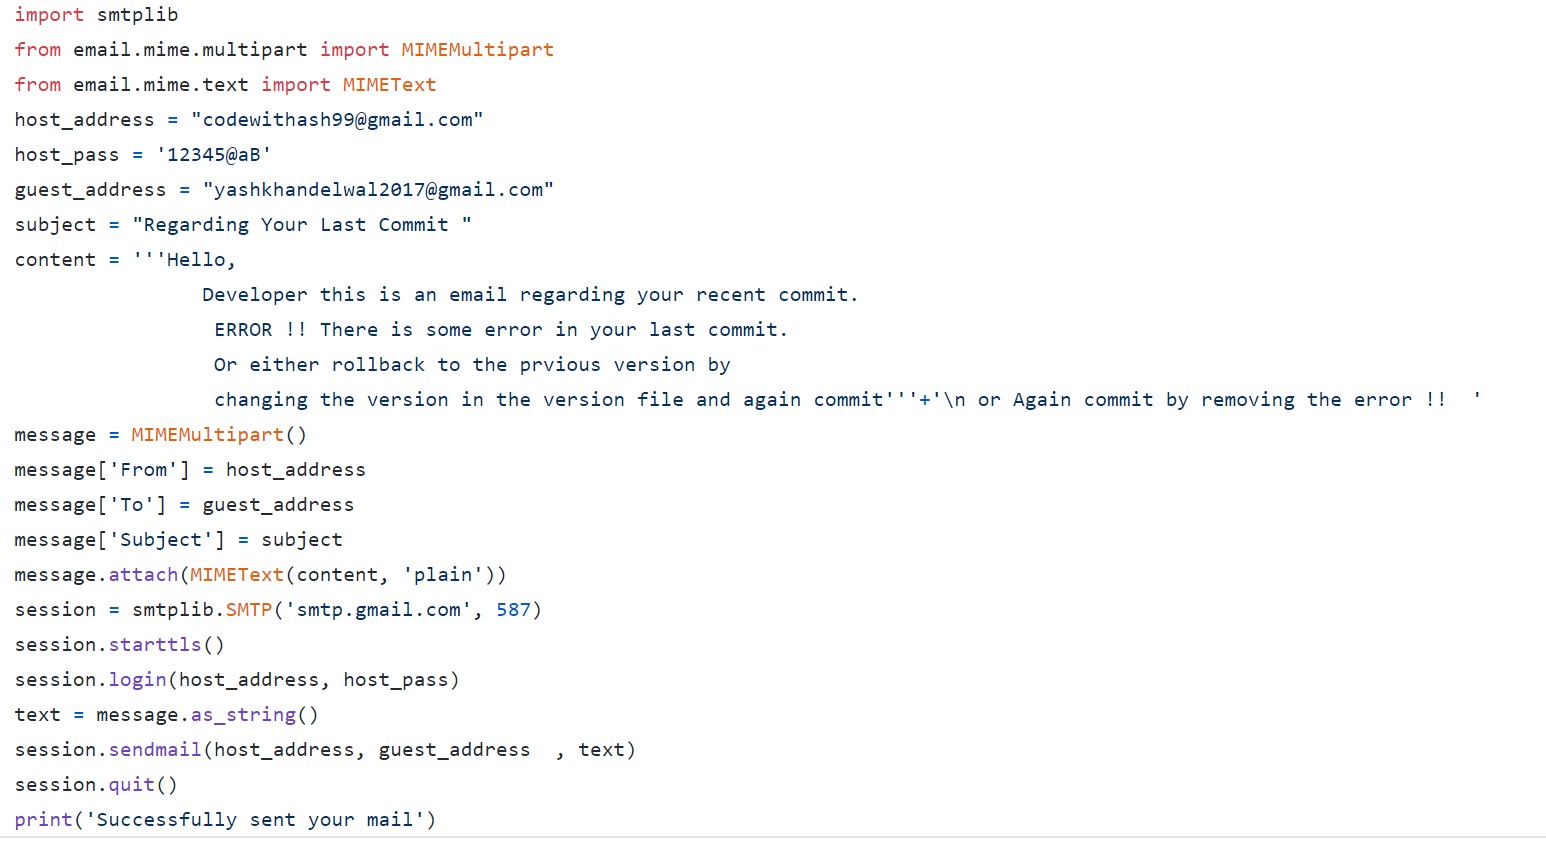 import smtplib
from email.mime.multipart import MIMEMultipart
from email.mime.text import MIMEText
host_address = "codewithash99@gmail.com"
host_pass = '12345@aB'
guest_address = "yashkhandelwal2017@gmail.com"
subject = "Regarding Your Last Commit "
content = '''Hello,
                Developer this is an email regarding your recent commit.
                 ERROR !! There is some error in your last commit.
                 Or either rollback to the prvious version by
                 changing the version in the version file and again commit'''+'\n or Again commit by removing the error !!  '
message = MIMEMultipart()
message['From'] = host_address
message['To'] = guest_address
message['Subject'] = subject
message.attach(MIMEText(content, 'plain'))
session = smtplib.SMTP('smtp.gmail.com', 587)
session.starttls()
session.login(host_address, host_pass)
text = message.as_string()
session.sendmail(host_address, guest_address  , text)
session.quit()
print('Successfully sent your mail')